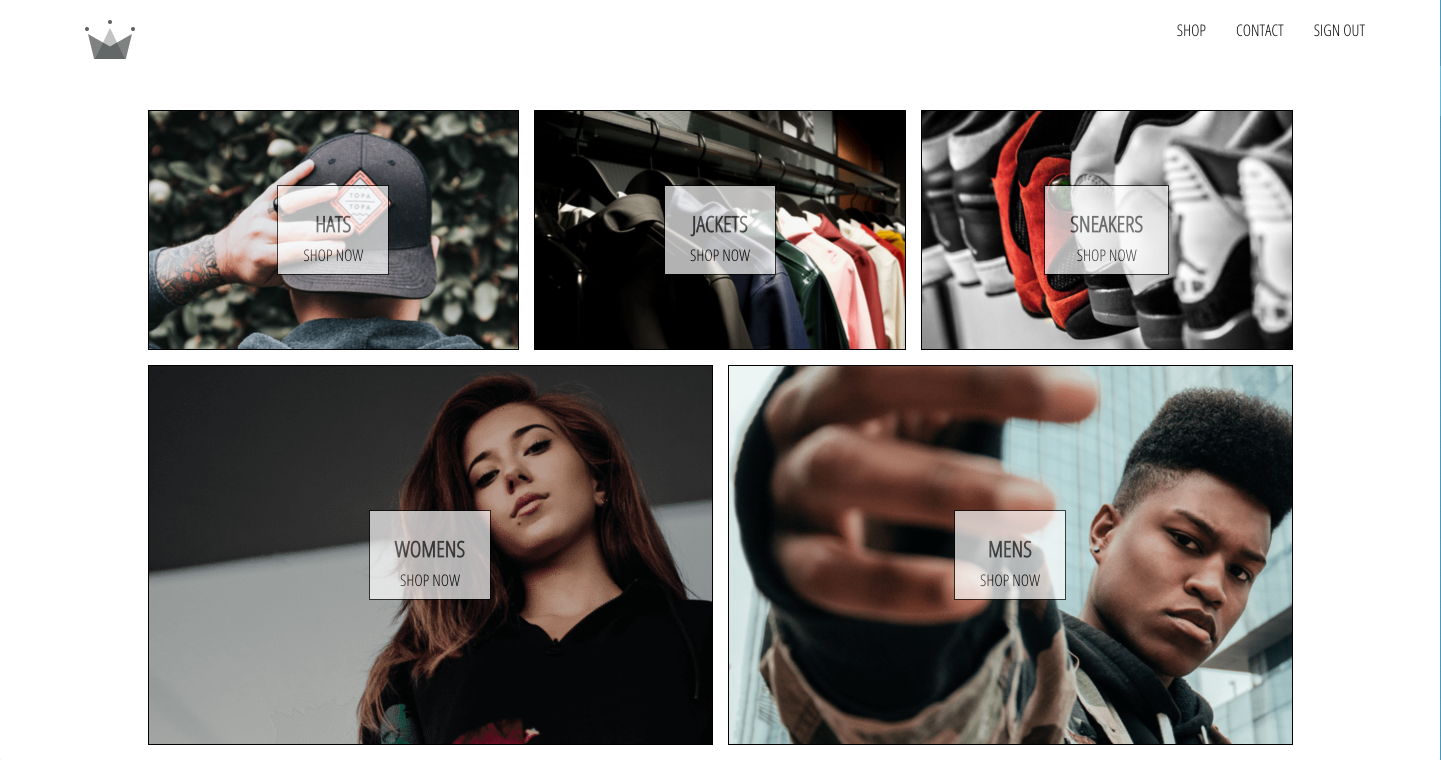 SHOP CONTACT SIGN OUT
TOPA
TOPA
HATS
SHOP NOW
JACKETS
SHOP NOW
SNEAKERS
SHOP NOW
WOMENS
SHOP NOW
MENS
SHOP NOW